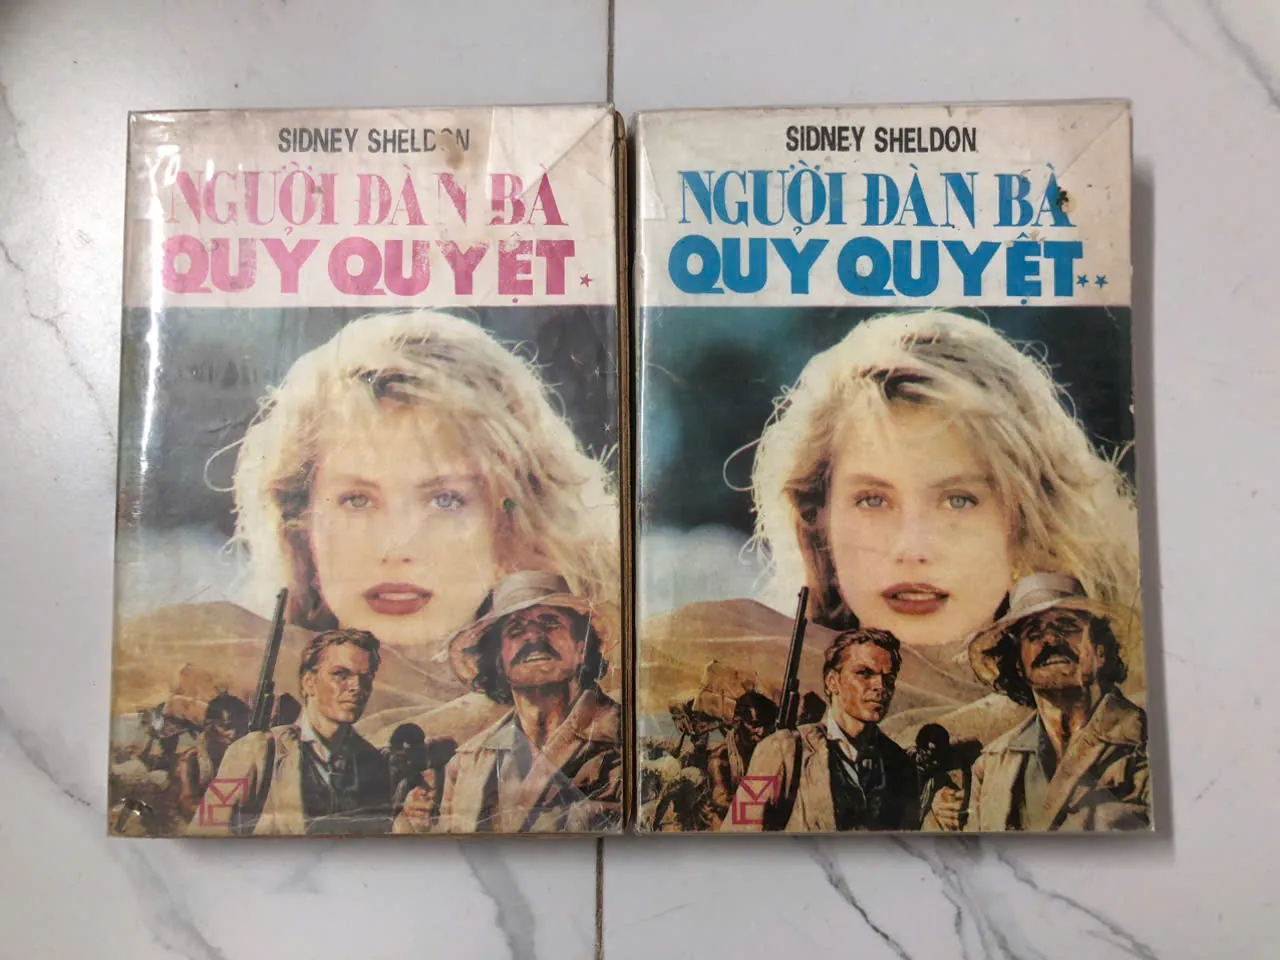 SIDNEY SHELDON
NGƯỜI ĐÀN BÀ
QUỶ QUYỆT*
SIDNEY SHELDON
NGƯỜI ĐÀN BÀ
QUỶ QUYỆT**